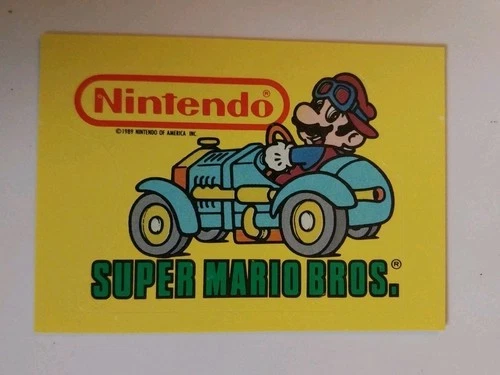 Nintendo®
©1989 NINTENDO OF AMERICA INC.
SUPER MARIO BROS.®